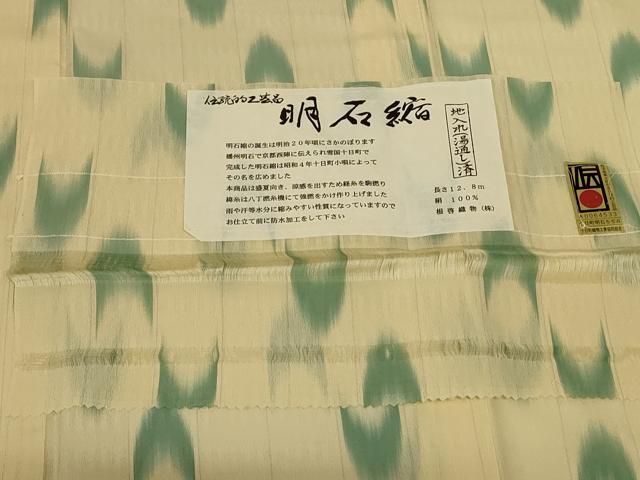 伝統的工芸品
明石縮
明石縮の誕生は明治20年頃にさかのぼります
播州明石で京都西陣に伝えられ雪国十日町で
完成した明石縮は昭和4年十日町小唄によって
その名を広めました
本商品は盛夏向き、涼感を出すため経糸を駒撚り
緯糸は八丁撚糸機にて強撚をかけ作り上げました
雨や汗等水分に縮みやすい性質になっていますので
お仕立て前に防水加工をして下さい
地入れ(湯通し)済
長さ12.8m
絹 100%
根啓織物(株)
伝
A0064533